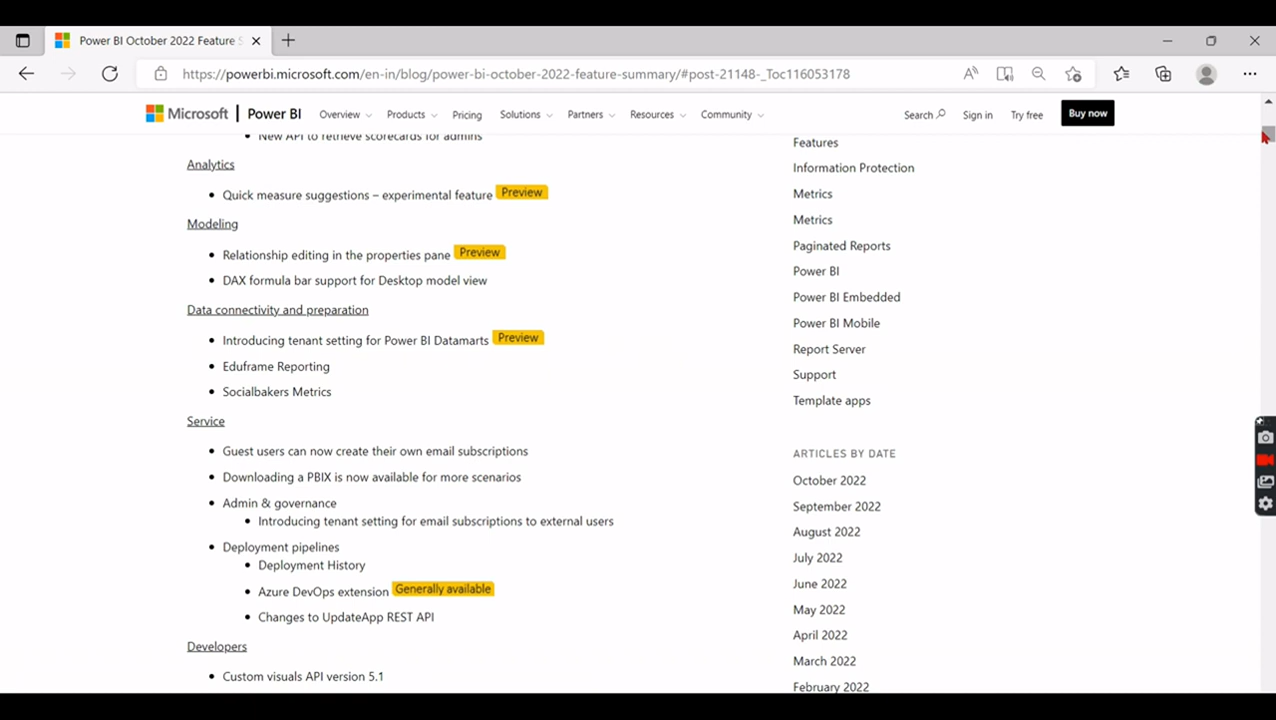 Power BI October 2022 Feature S
https://powerbi.microsoft.com/en-in/blog/power-bi-october-2022-feature-summary/#post-21148-_Toc116053178
Microsoft | Power BI Overview Products Pricing Solutions Partners Resources Community Search Sign in Try free Buy now
New API to retrieve scorecards for admins
Analytics
Quick measure suggestions – experimental feature Preview
Modeling
Relationship editing in the properties pane Preview
DAX formula bar support for Desktop model view
Data connectivity and preparation
Introducing tenant setting for Power BI Datamarts Preview
Eduframe Reporting
Socialbakers Metrics
Service
Guest users can now create their own email subscriptions
Downloading a PBIX is now available for more scenarios
Admin & governance
Introducing tenant setting for email subscriptions to external users
Deployment pipelines
Deployment History
Azure DevOps extension Generally available
Changes to UpdateApp REST API
Developers
Custom visuals API version 5.1
Features
Information Protection
Metrics
Metrics
Paginated Reports
Power BI
Power BI Embedded
Power BI Mobile
Report Server
Support
Template apps
ARTICLES BY DATE
October 2022
September 2022
August 2022
July 2022
June 2022
May 2022
April 2022
March 2022
February 2022